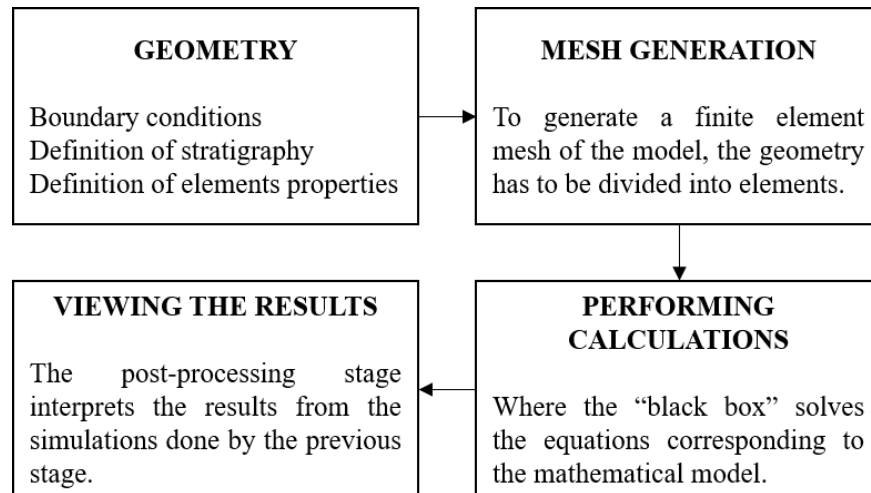 GEOMETRY
Boundary conditions
Definition of stratigraphy
Definition of elements properties
MESH GENERATION
To generate a finite element
mesh of the model, the geometry
has to be divided into elements.
PERFORMING
CALCULATIONS
Where the “black box” solves
the equations corresponding to
the mathematical model.
VIEWING THE RESULTS
The post-processing stage
interprets the results from the
simulations done by the previous
stage.